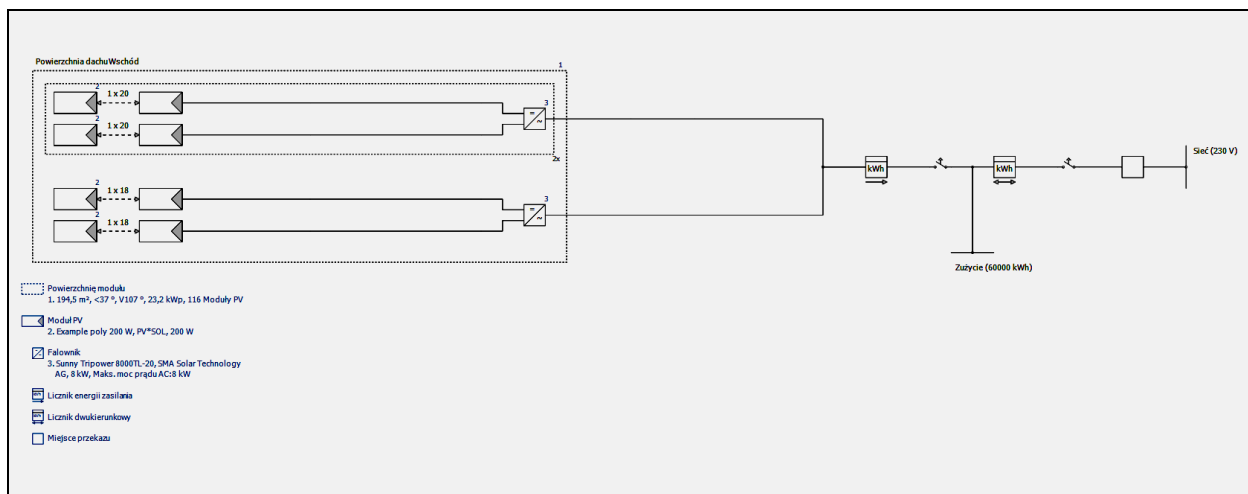 Powierzchnia dachu Wschód
1
2
1 x 20
3
2
1 x 20
2x
2
1 x 18
3
2
1 x 18
kWh
kWh
Sieć (230 V)
Zużycie (60000 kWh)
Powierzchnię modułu
1. 194,5 m², <37 °, V107 °, 23,2 kWp, 116 Moduły PV
Moduł PV
2. Example poly 200 W, PV*SOL, 200 W
Falownik
3. Sunny Tripower 8000TL-20, SMA Solar Technology
AG, 8 kW, Maks. moc prądu AC:8 kW
Licznik energii zasilania
Licznik dwukierunkowy
Miejsce przekazu